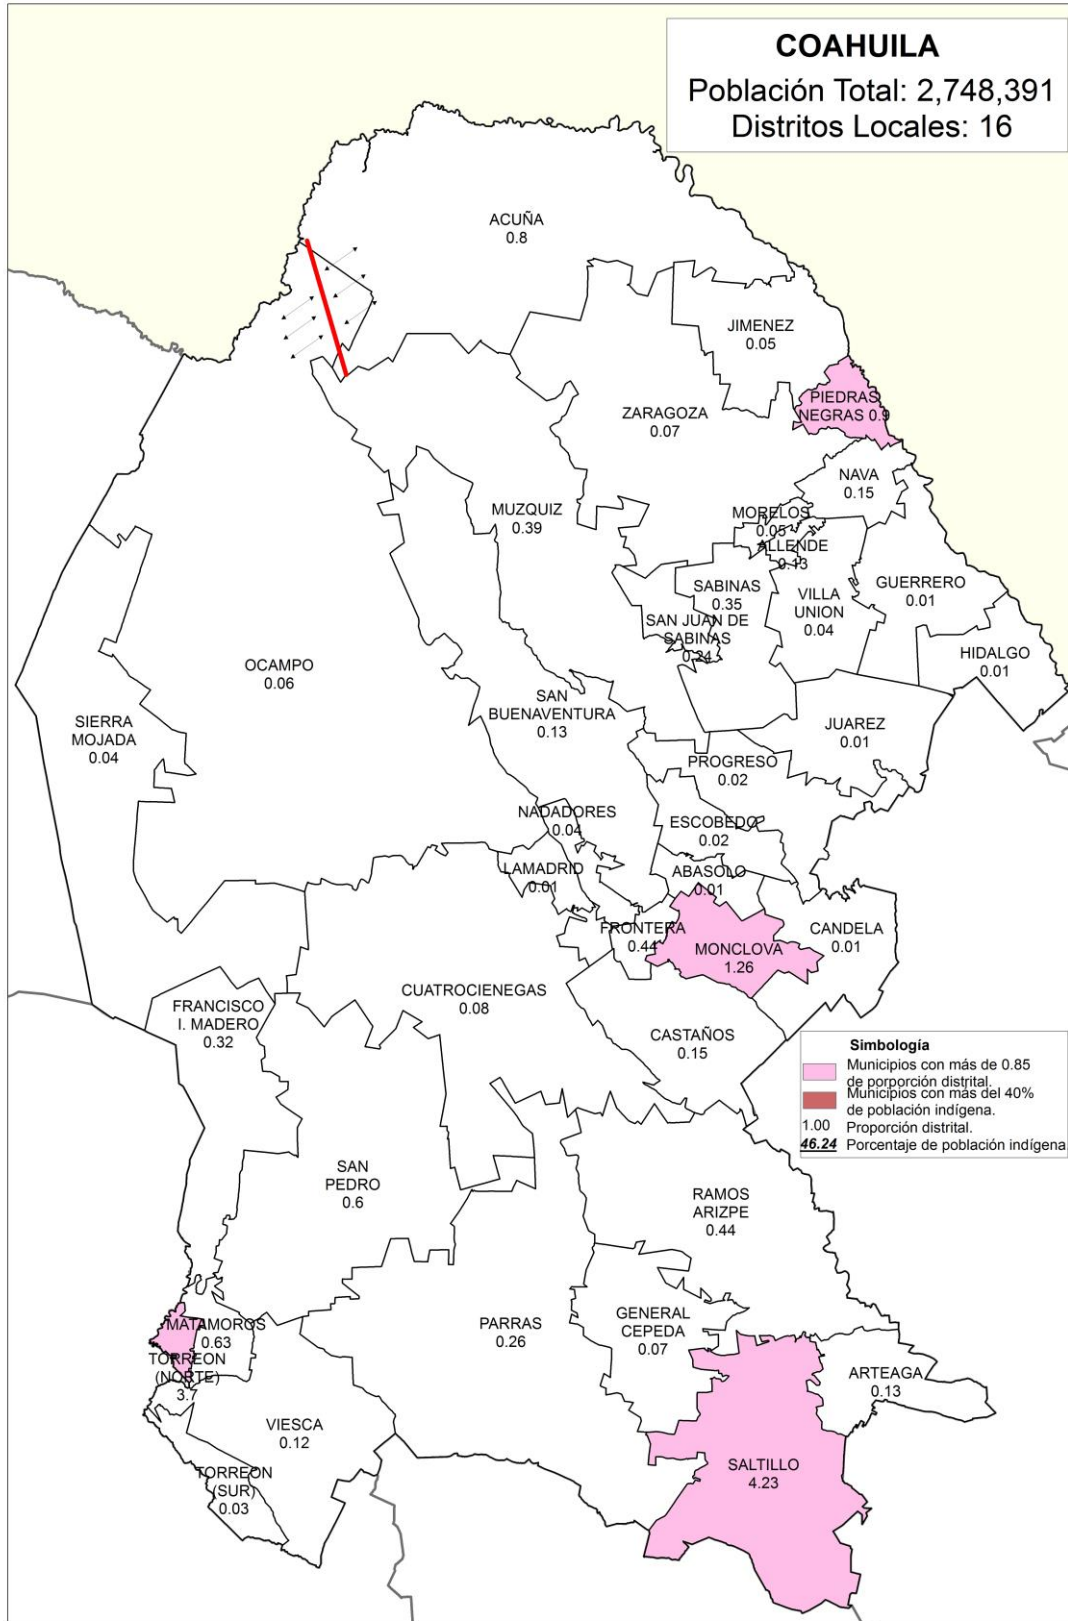 COAHUILA
Población Total: 2,748,391
Distritos Locales: 16
ACUÑA
0.8
JIMENEZ
0.05
PIEDRAS
NEGRAS 0.9
ZARAGOZA
0.07
NAVA
0.15
MUZQUIZ
0.39
MORELOS
0.05
ALLENDE
0.13
SABINAS
0.35
VILLA
UNION
0.04
GUERRERO
0.01
SAN JUAN DE
SABINAS
0.24
HIDALGO
0.01
OCAMPO
0.06
SAN
BUENAVENTURA
0.13
SIERRA
MOJADA
0.04
JUAREZ
0.01
PROGRESO
0.02
NADADORES
0.04
ESCOBEDO
0.02
LAMADRID
0.01
ABASOLO
0.01
FRONTERA
0.44
MONCLOVA
1.26
CANDELA
0.01
CUATROCIENEGAS
0.08
FRANCISCO
I. MADERO
0.32
CASTAÑOS
0.15
Simbología
Municipios con más de 0.85
de porporción distrital.
Municipios con más del 40%
de población indígena.
1.00 Proporción distrital.
46.24 Porcentaje de población indígena
SAN
PEDRO
0.6
RAMOS
ARIZPE
0.44
MATAMOROS
0.63
PARRAS
0.26
GENERAL
CEPEDA
0.07
TORREON
(NORTE)
3.7
ARTEAGA
0.13
VIESCA
0.12
SALTILLO
4.23
TORREON
(SUR)
0.03